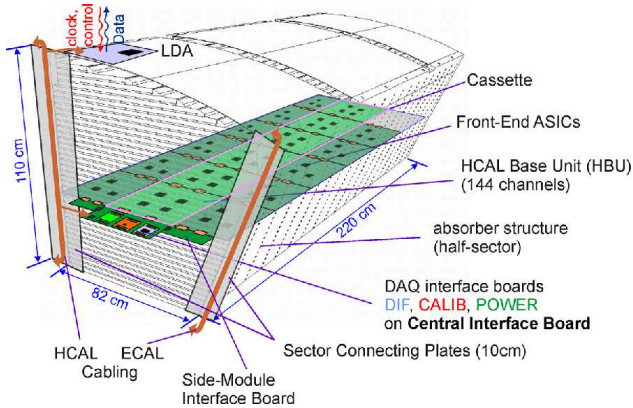 clock,
control
Data
LDA
Cassette
Front-End ASICs
110 cm
HCAL Base Unit (HBU)
(144 channels)
220 cm
absorber structure
(half-sector)
82 cm
DAQ interface boards
DIF, CALIB, POWER
on Central Interface Board
HCAL ECAL
Cabling
Sector Connecting Plates (10cm)
Side-Module
Interface Board